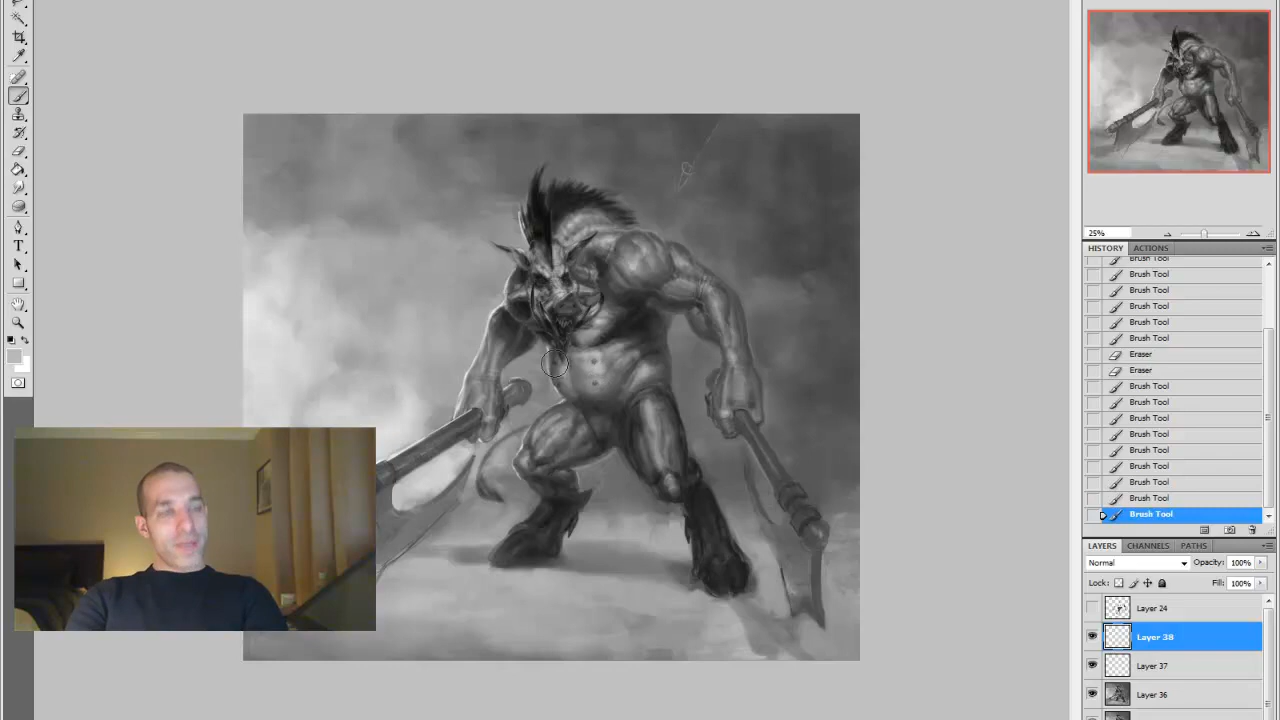 25%
HISTORY ACTIONS
Brush Tool
Brush Tool
Brush Tool
Brush Tool
Brush Tool
Brush Tool
Eraser
Eraser
Brush Tool
Brush Tool
Brush Tool
Brush Tool
Brush Tool
Brush Tool
Brush Tool
Brush Tool
Brush Tool
LAYERS CHANNELS PATHS
Normal Opacity: 100%
Lock: Fill: 100%
Layer 24
Layer 38
Layer 37
Layer 36